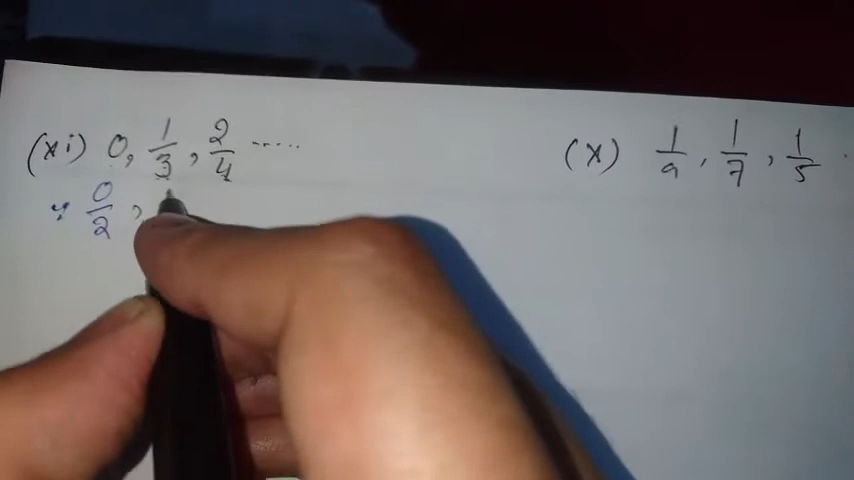 (xi) 0, 1/3, 2/4 .....
(x) 1/9, 1/7, 1/5 .
0/2,